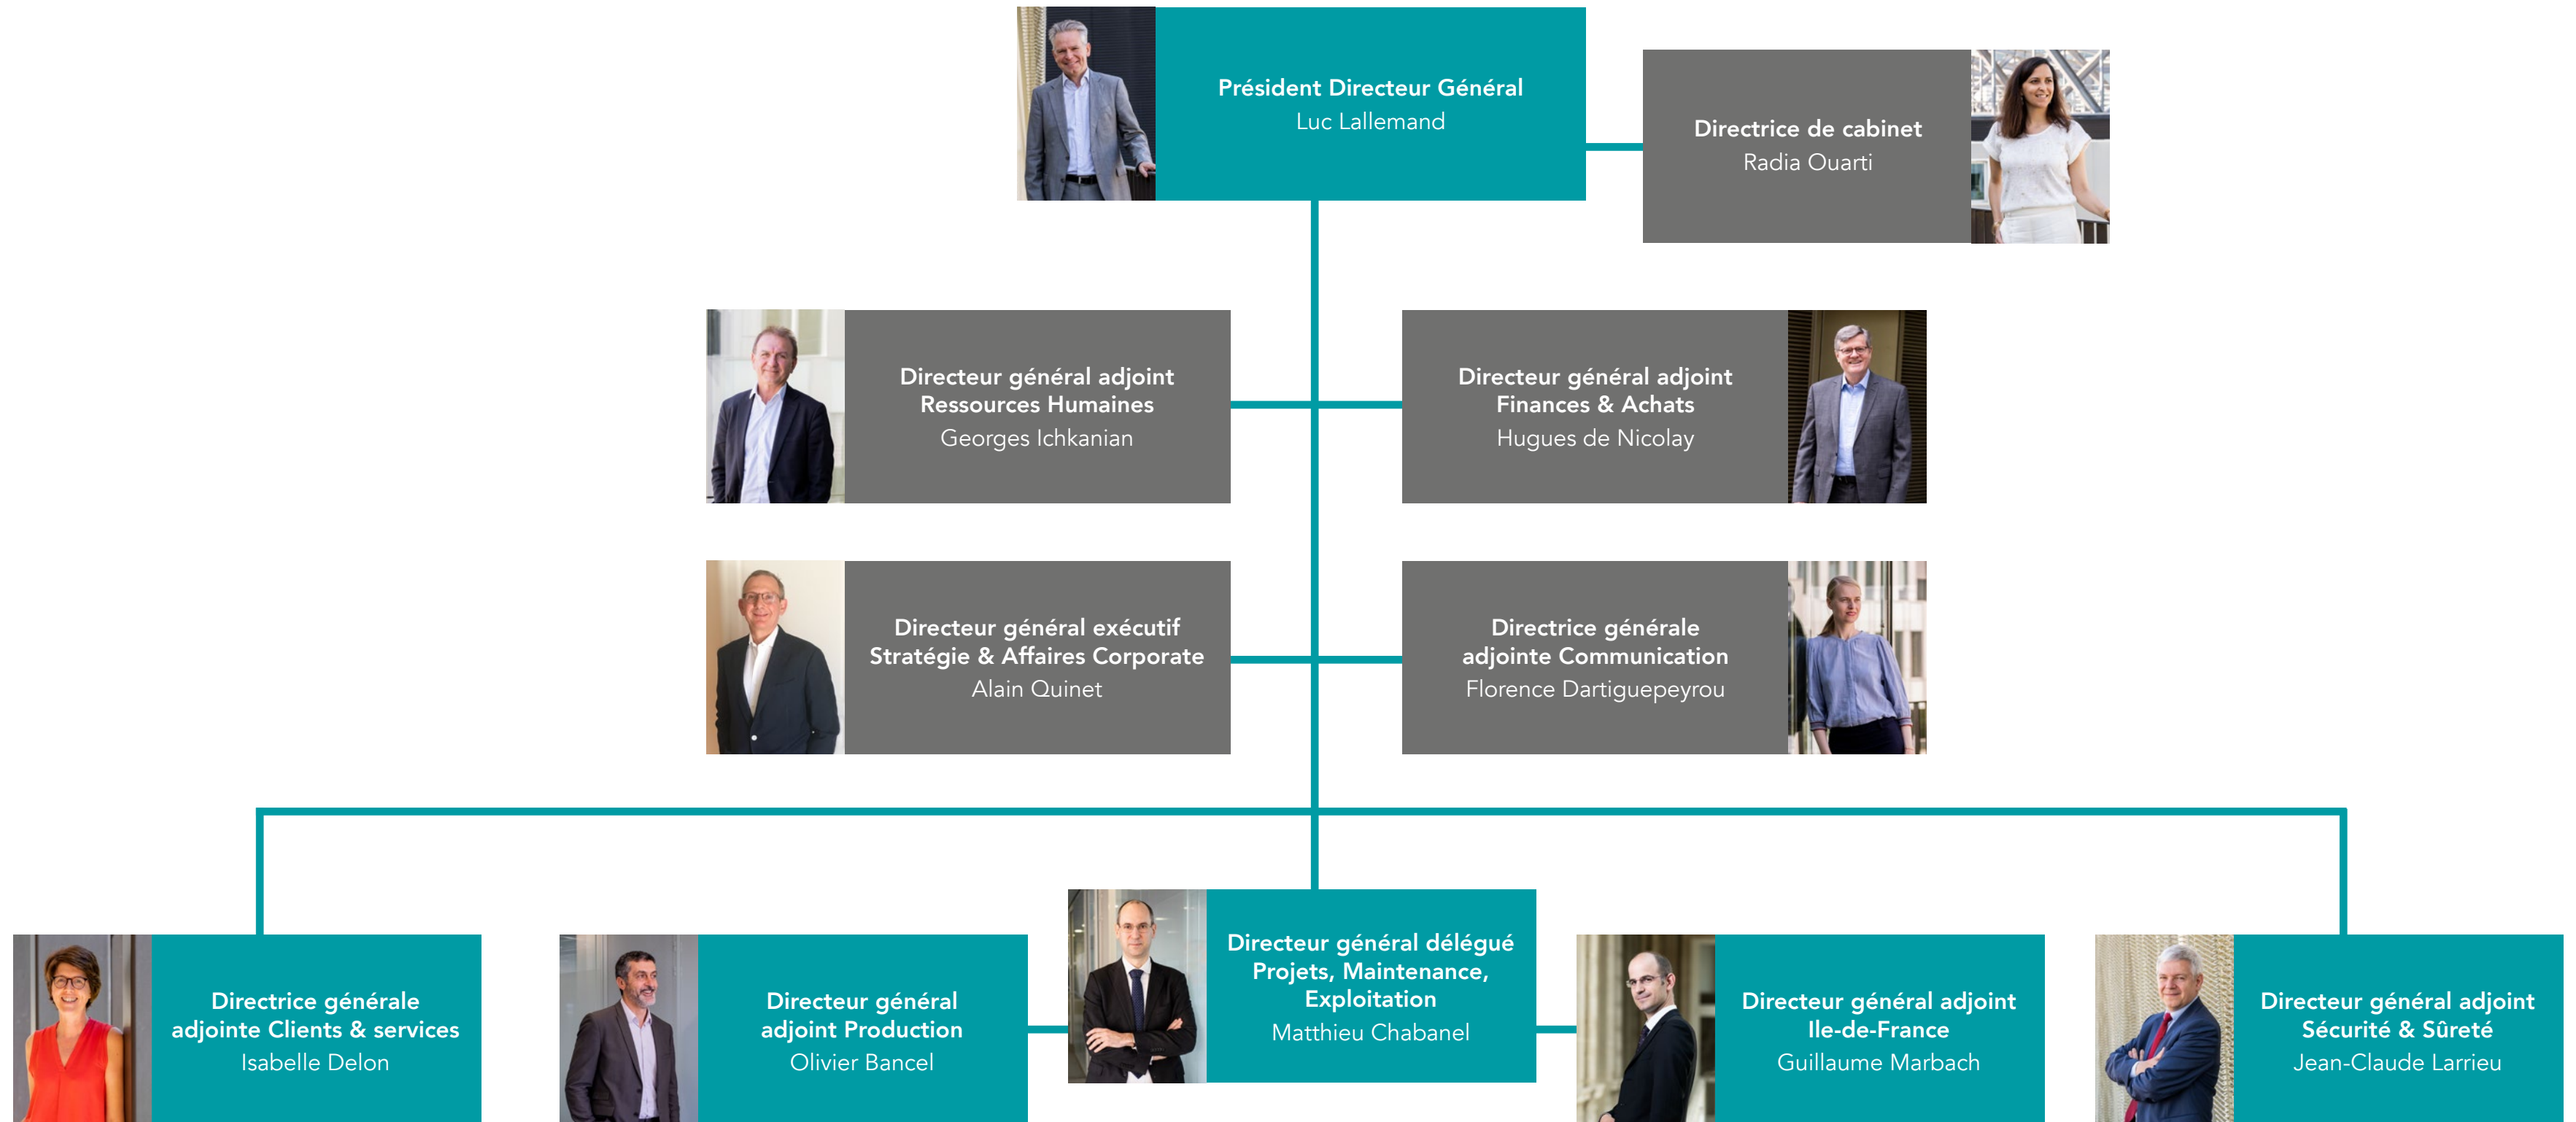 Président Directeur Général
Luc Lallemand
Directrice de cabinet
Radia Ouarti
Directeur général adjoint
Ressources Humaines
Georges Ichkanian
Directeur général adjoint
Finances & Achats
Hugues de Nicolay
Directeur général exécutif
Stratégie & Affaires Corporate
Alain Quinet
Directrice générale
adjointe Communication
Florence Dartiguepeyrou
Directrice générale
adjointe Clients & services
Isabelle Delon
Directeur général
adjoint Production
Olivier Bancel
Directeur général délégué
Projets, Maintenance,
Exploitation
Matthieu Chabanel
Directeur général adjoint
Ile-de-France
Guillaume Marbach
Directeur général adjoint
Sécurité & Sûreté
Jean-Claude Larrieu